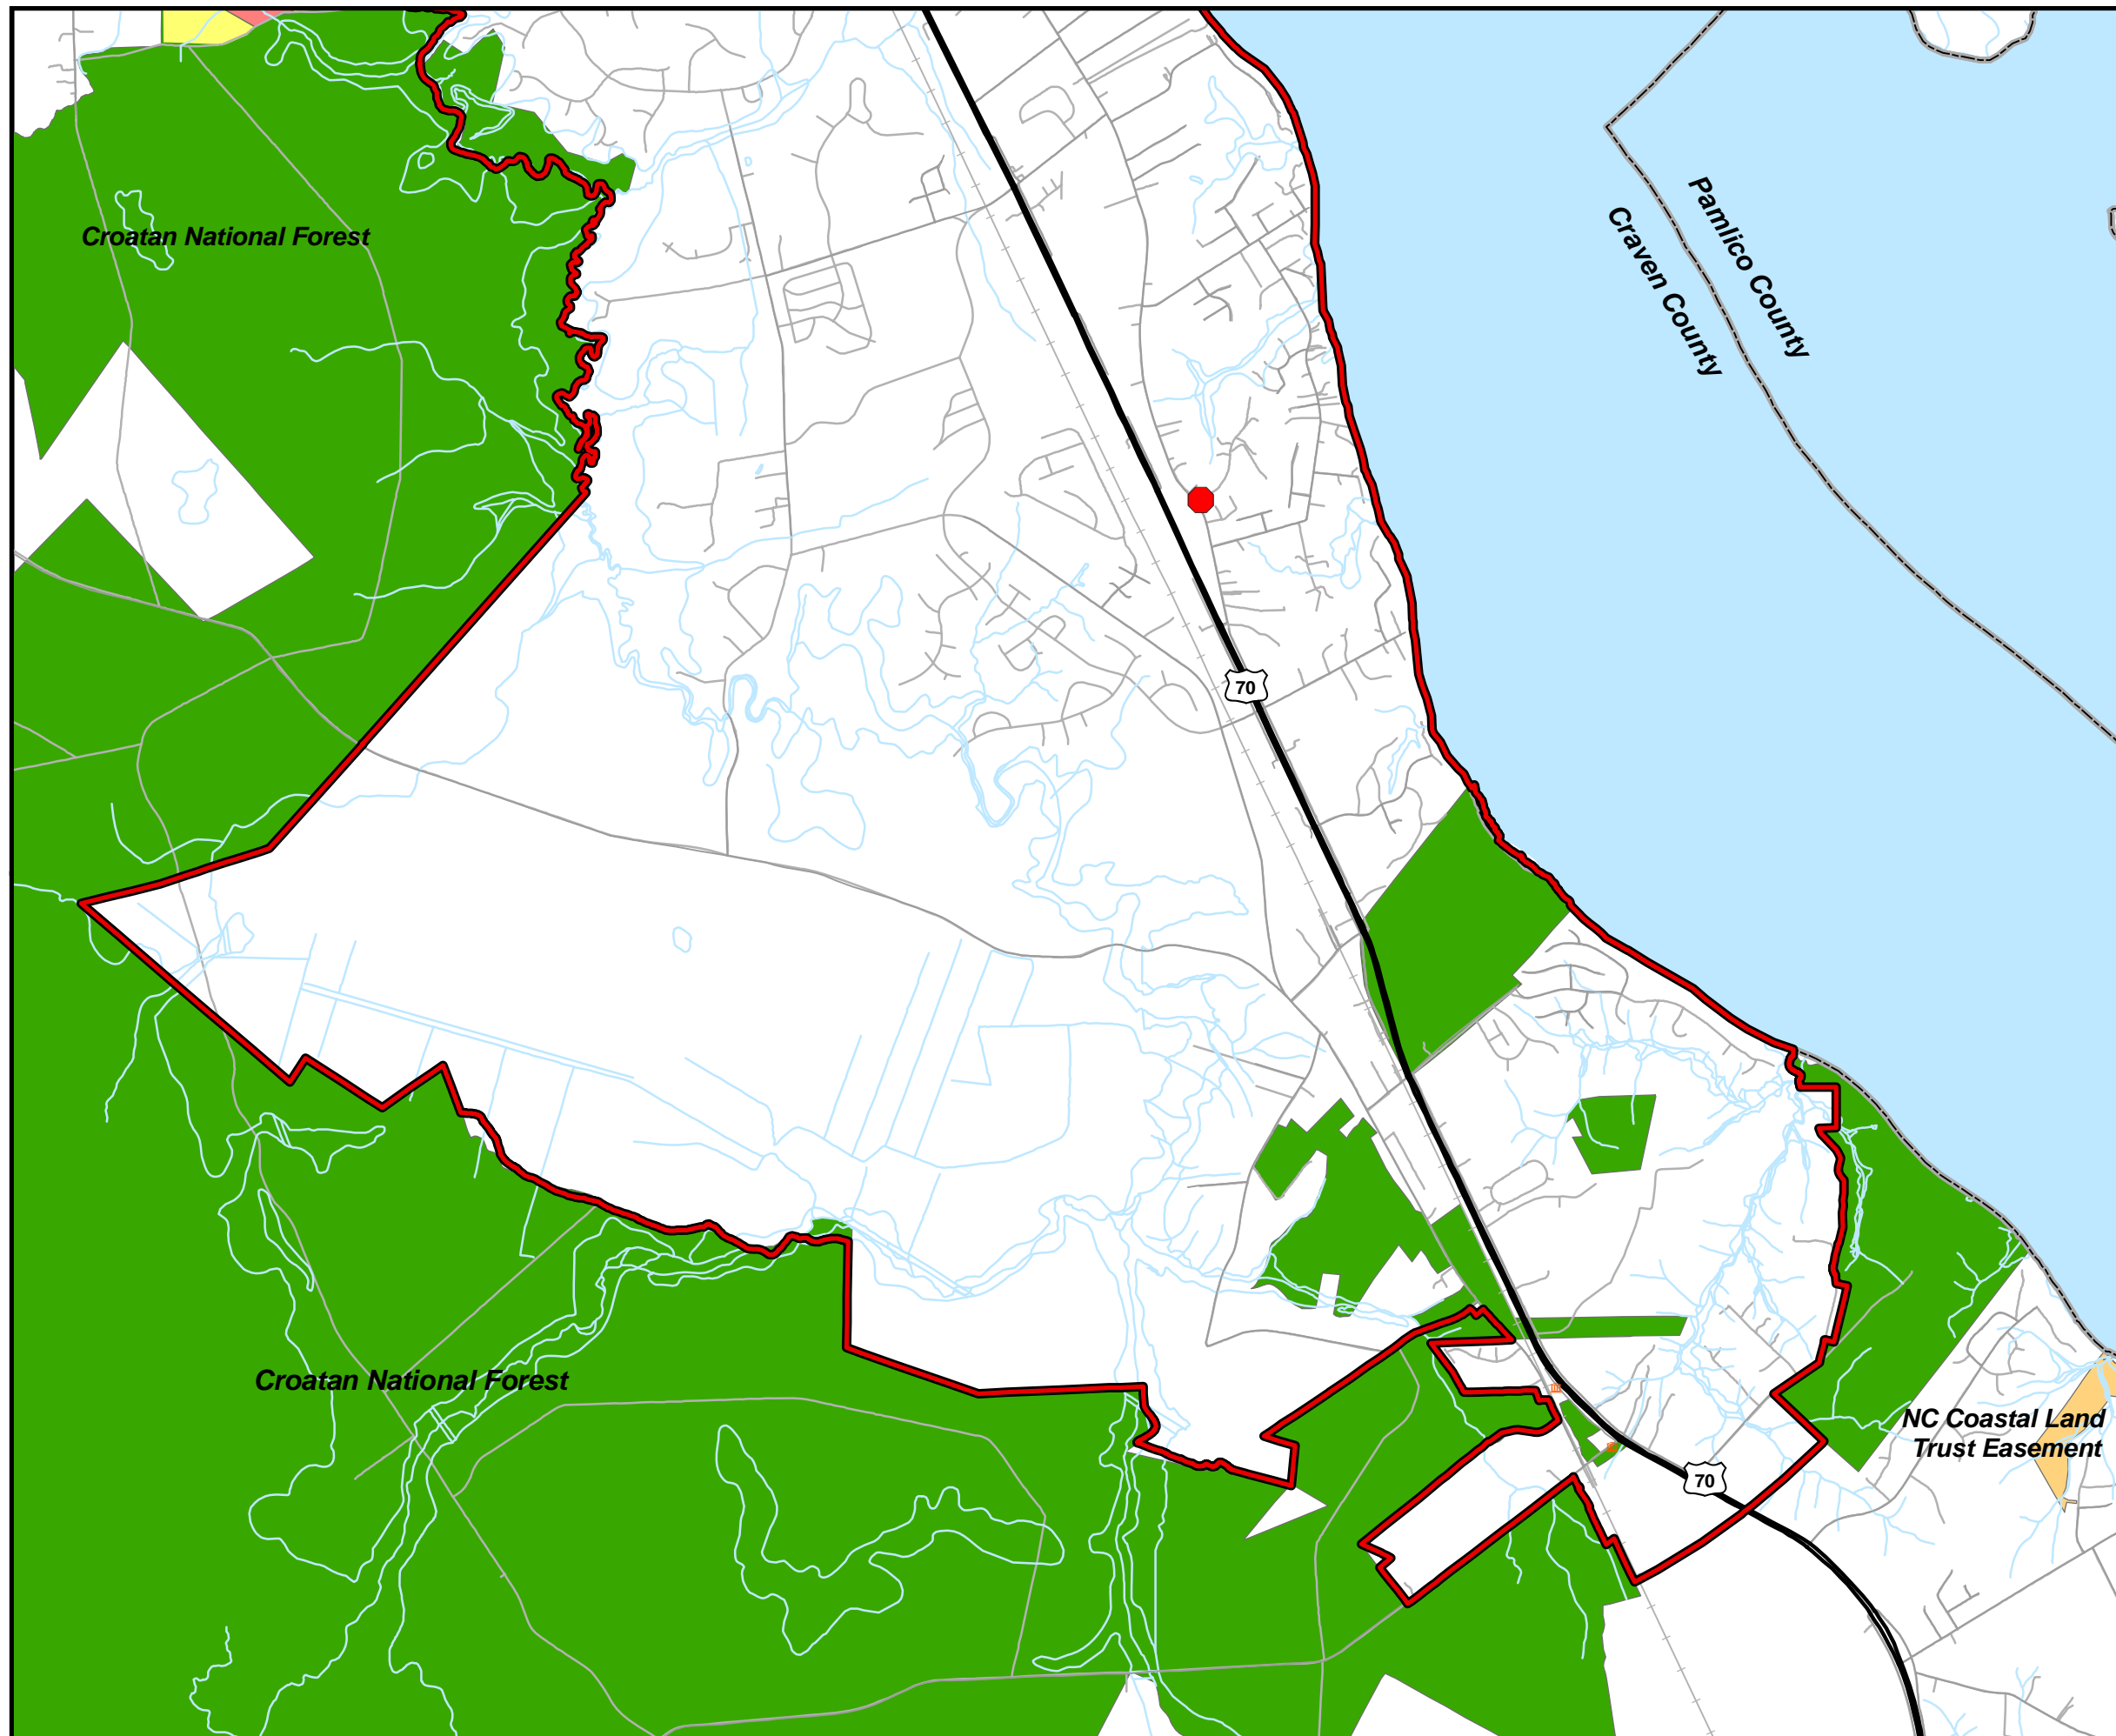 Croatan National Forest
Pamlico County
Craven County
70
Croatan National Forest
NC Coastal Land
Trust Easement
70